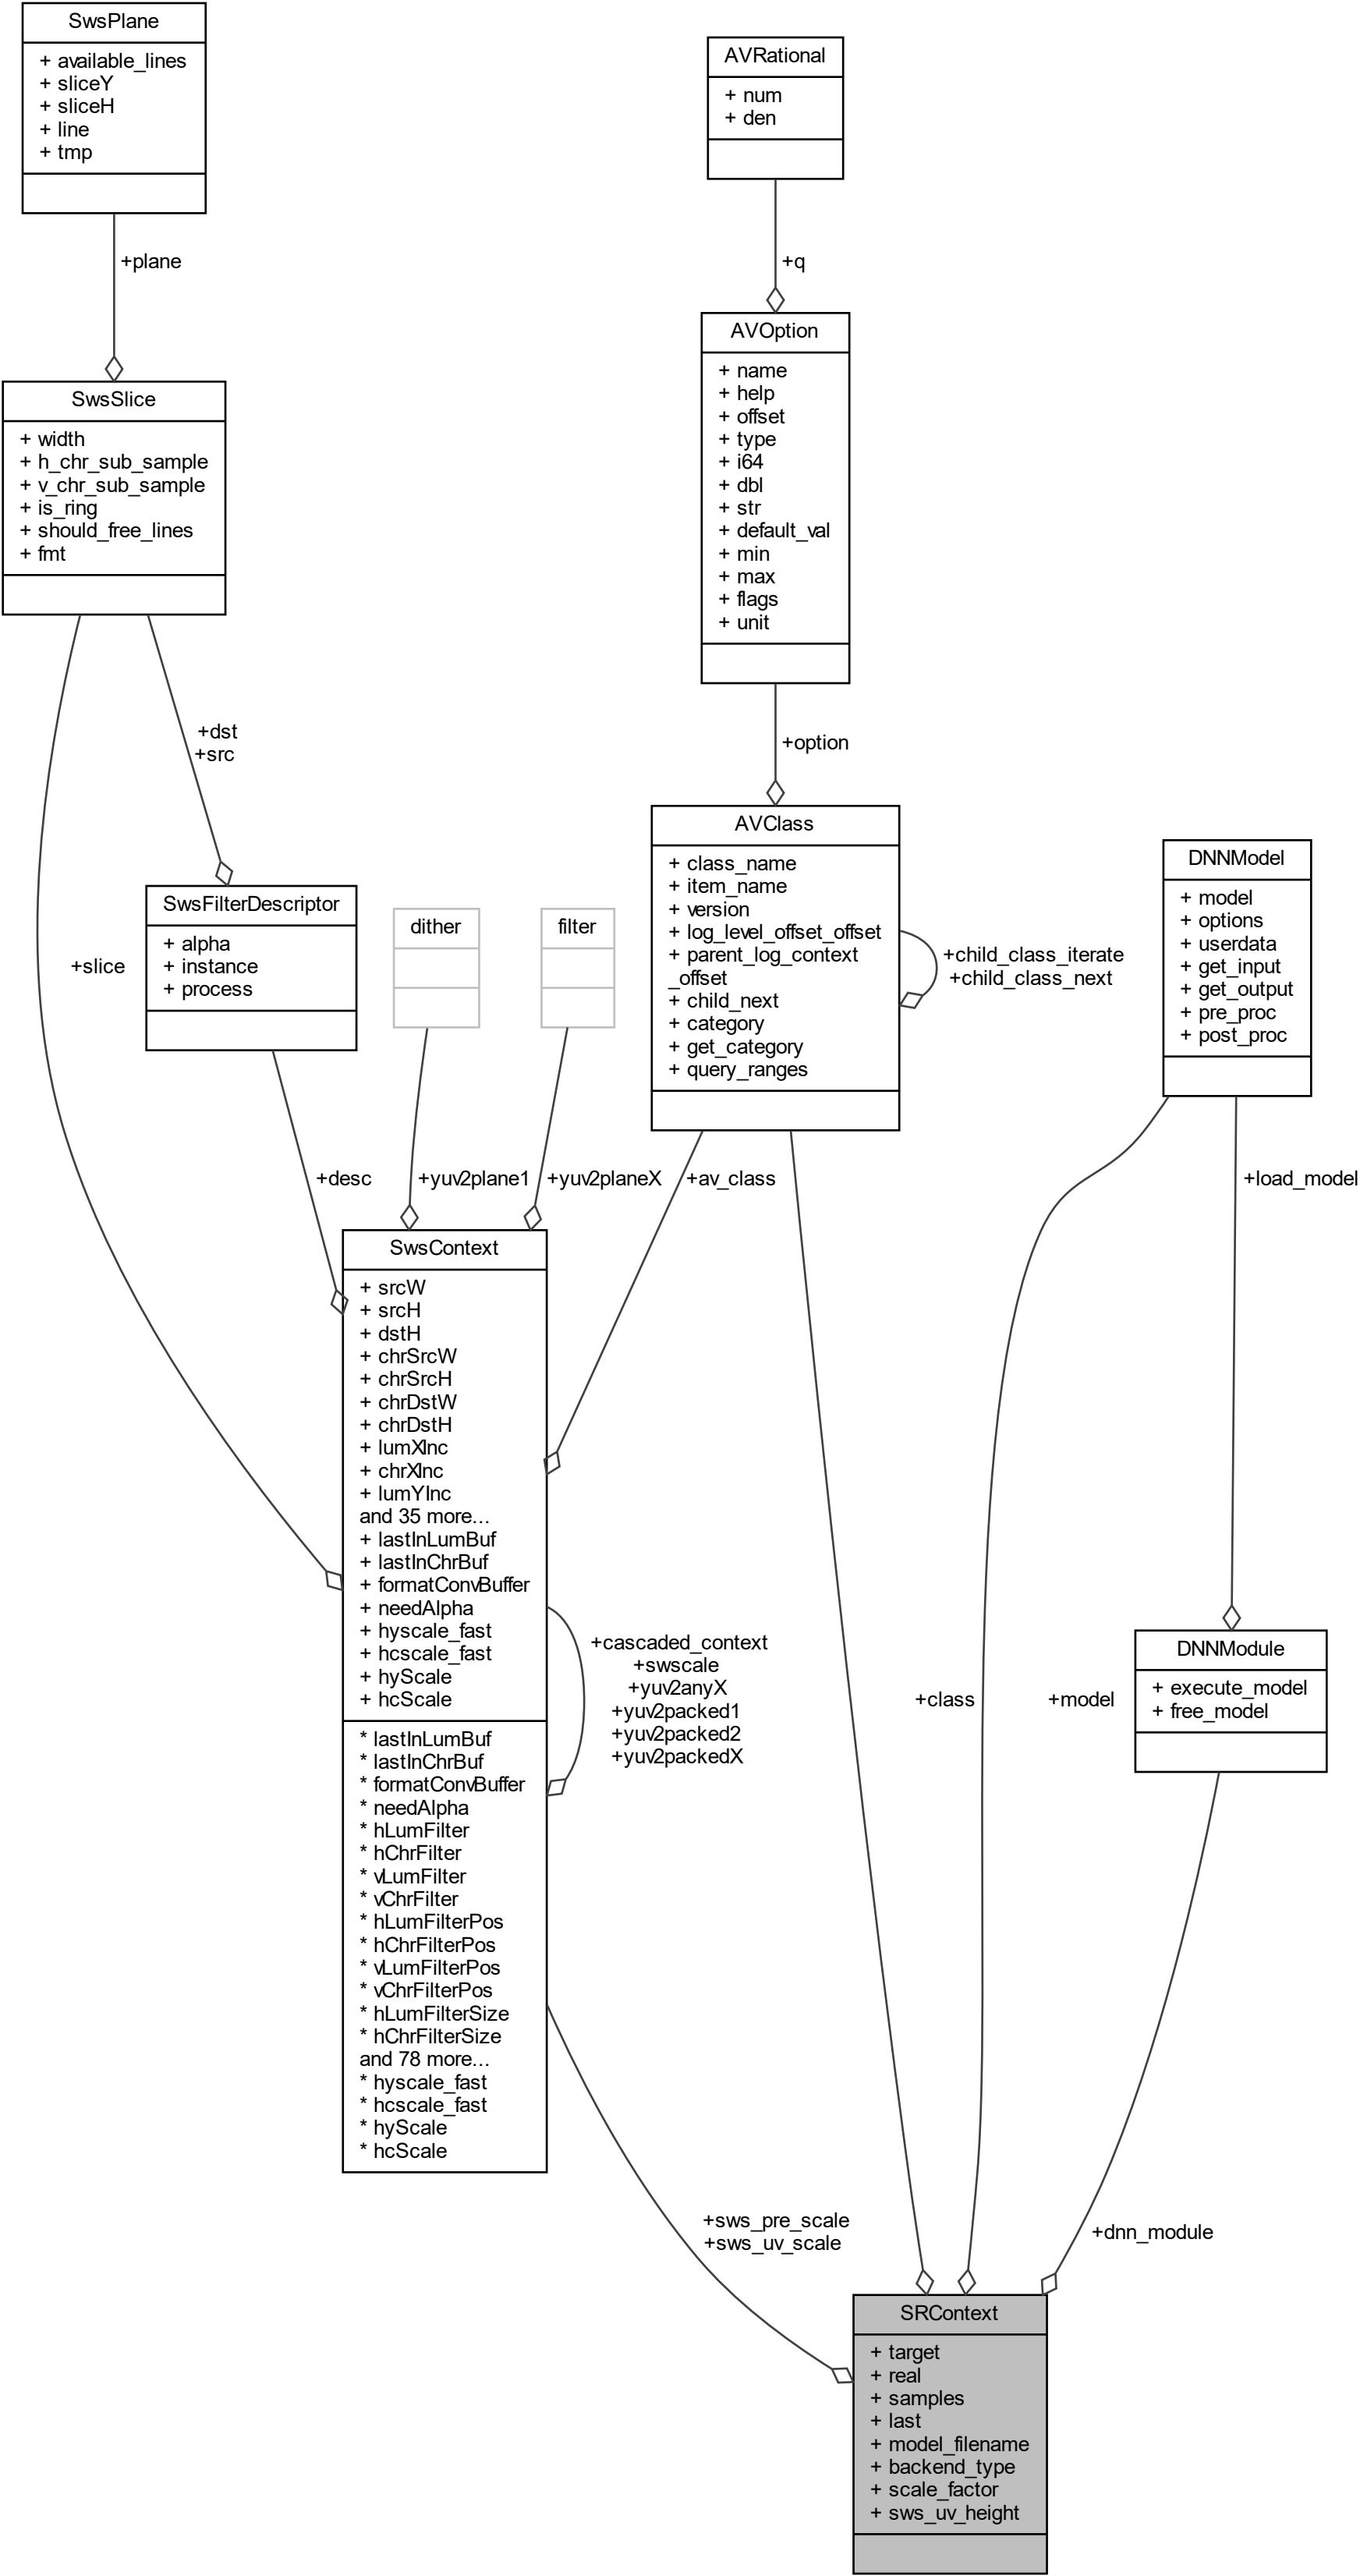 SwsPlane
+ available_lines
+ sliceY
+ sliceH
+ line
+ tmp
AVRational
+ num
+ den
+plane
+q
SwsSlice
+ width
+ h_chr_sub_sample
+ v_chr_sub_sample
+ is_ring
+ should_free_lines
+ fmt
AVOption
+ name
+ help
+ offset
+ type
+ i64
+ dbl
+ str
+ default_val
+ min
+ max
+ flags
+ unit
+dst
+src
+option
+slice
SwsFilterDescriptor
+ alpha
+ instance
+ process
dither
filter
AVClass
+ class_name
+ item_name
+ version
+ log_level_offset_offset
+ parent_log_context
_offset
+ child_next
+ category
+ get_category
+ query_ranges
+child_class_iterate
+child_class_next
DNNModel
+ model
+ options
+ userdata
+ get_input
+ get_output
+ pre_proc
+ post_proc
+desc
+yuv2plane1
+yuv2planeX
+av_class
+load_model
SwsContext
+ srcW
+ srcH
+ dstH
+ chrSrcW
+ chrSrcH
+ chrDstW
+ chrDstH
+ lumXInc
+ chrXInc
+ lumYInc
and 35 more...
+ lastInLumBuf
+ lastInChrBuf
+ formatConvBuffer
+ needAlpha
+ hyscale_fast
+ hcscale_fast
+ hyScale
+ hcScale
* lastInLumBuf
* lastInChrBuf
* formatConvBuffer
* needAlpha
* hLumFilter
* hChrFilter
* vLumFilter
* vChrFilter
* hLumFilterPos
* hChrFilterPos
* vLumFilterPos
* vChrFilterPos
* hLumFilterSize
* hChrFilterSize
and 78 more...
* hyscale_fast
* hcscale_fast
* hyScale
* hcScale
+cascaded_context
+swscale
+yuv2anyX
+yuv2packed1
+yuv2packed2
+yuv2packedX
+class
+model
DNNModule
+ execute_model
+ free_model
+sws_pre_scale
+sws_uv_scale
+dnn_module
SRContext
+ target
+ real
+ samples
+ last
+ model_filename
+ backend_type
+ scale_factor
+ sws_uv_height